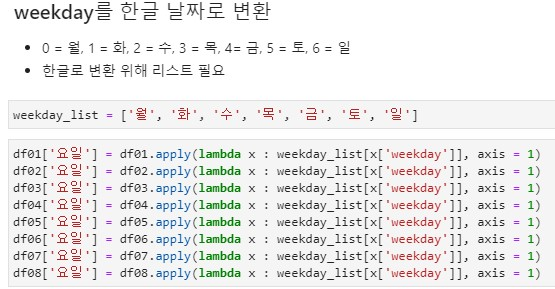 weekday를 한글 날짜로 변환
0 = 월, 1 = 화, 2 = 수, 3 = 목, 4= 금, 5 = 토, 6 = 일
한글로 변환 위해 리스트 필요
weekday_list = ['월', '화', '수', '목', '금', '토', '일']
df01['요일'] = df01.apply(lambda x : weekday_list[x['weekday']], axis = 1)
df02['요일'] = df02.apply(lambda x : weekday_list[x['weekday']], axis = 1)
df03['요일'] = df03.apply(lambda x : weekday_list[x['weekday']], axis = 1)
df04['요일'] = df04.apply(lambda x : weekday_list[x['weekday']], axis = 1)
df05['요일'] = df05.apply(lambda x : weekday_list[x['weekday']], axis = 1)
df06['요일'] = df06.apply(lambda x : weekday_list[x['weekday']], axis = 1)
df07['요일'] = df07.apply(lambda x : weekday_list[x['weekday']], axis = 1)
df08['요일'] = df08.apply(lambda x : weekday_list[x['weekday']], axis = 1)